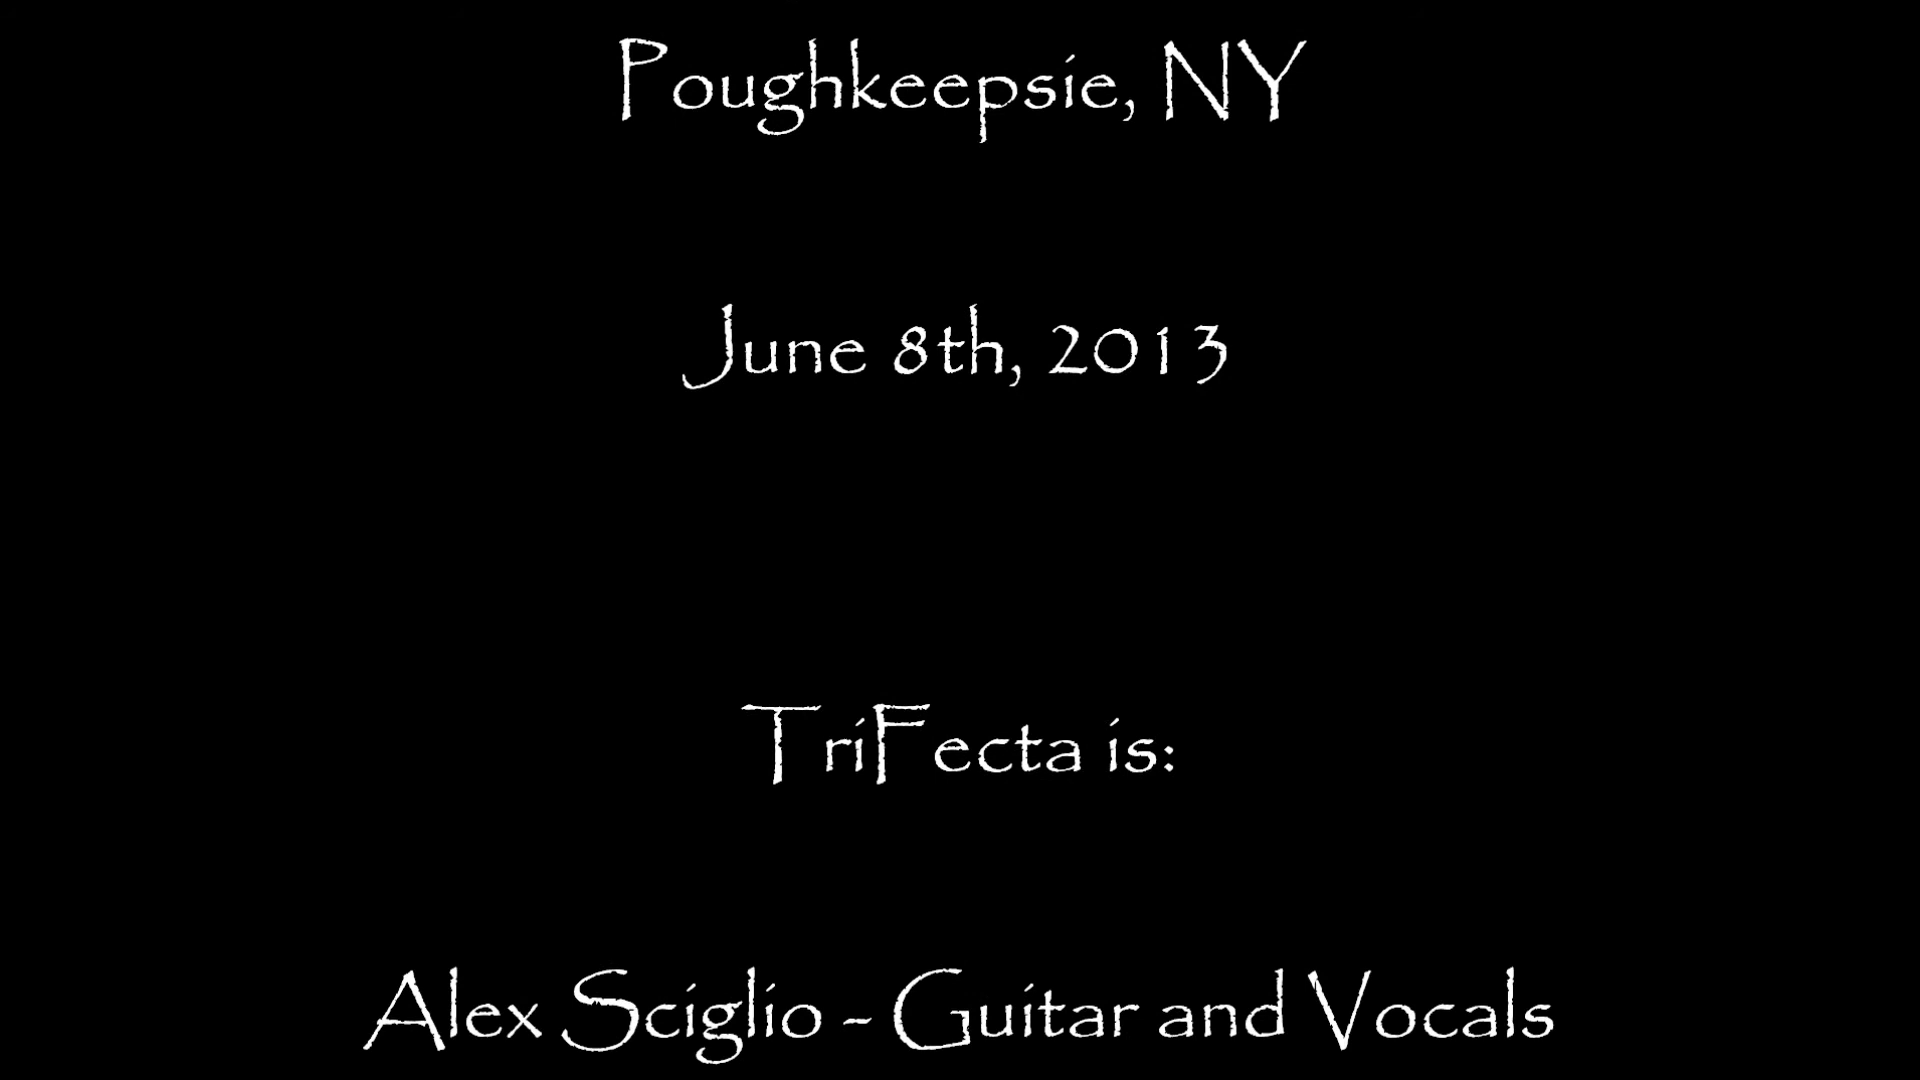 Poughkeepsie, NY
June 8th, 2013
TriFecta is:
Alex Sciglio - Guitar and Vocals